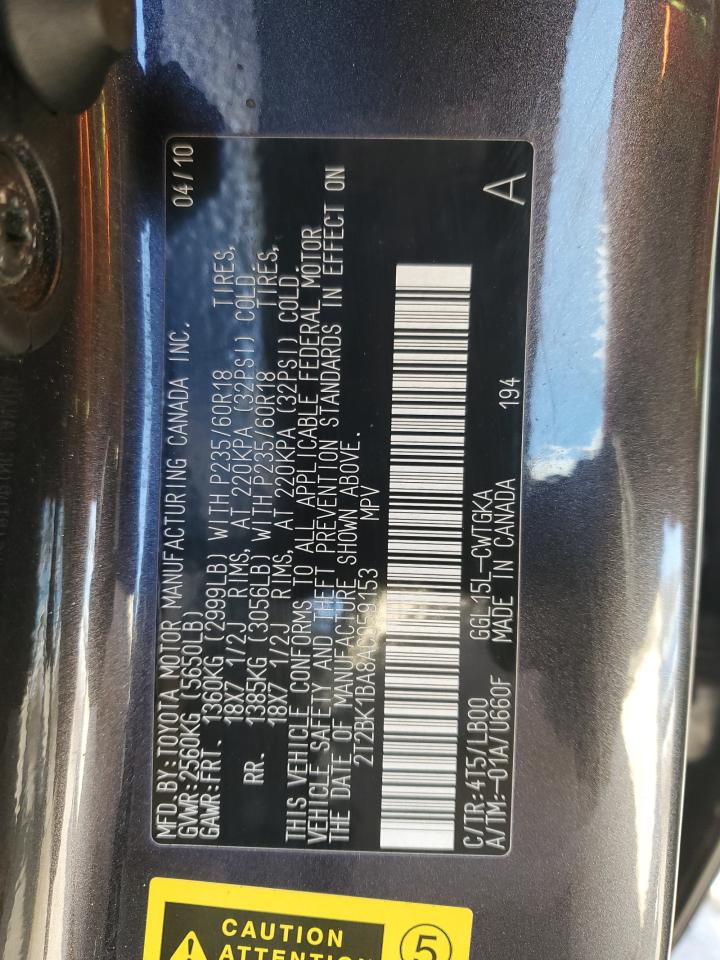 MFD.BY:TOYOTA MOTOR MANUFACTURING CANADA INC. 04/10
GVWR:2560KG (5650LB)
GAWR:FRT. 1360KG (2999LB) WITH P235/60R18 TIRES,
18X7 1/2J RIMS, AT 220KPA (32PSI) COLD.
RR. 1385KG (3056LB) WITH P235/60R18 TIRES,
18X7 1/2J RIMS, AT 220KPA (32PSI) COLD.
THIS VEHICLE CONFORMS TO ALL APPLICABLE FEDERAL MOTOR
VEHICLE SAFETY AND THEFT PREVENTION STANDARDS IN EFFECT ON
THE DATE OF MANUFACTURE SHOWN ABOVE.
2T2BK1BA8AC059153 MPV
C/TR:4T5/LB00 GGL15L-CWTGKA
A/TM:-01A/U660F MADE IN CANADA 194 A
CAUTION
ATTENTION
5